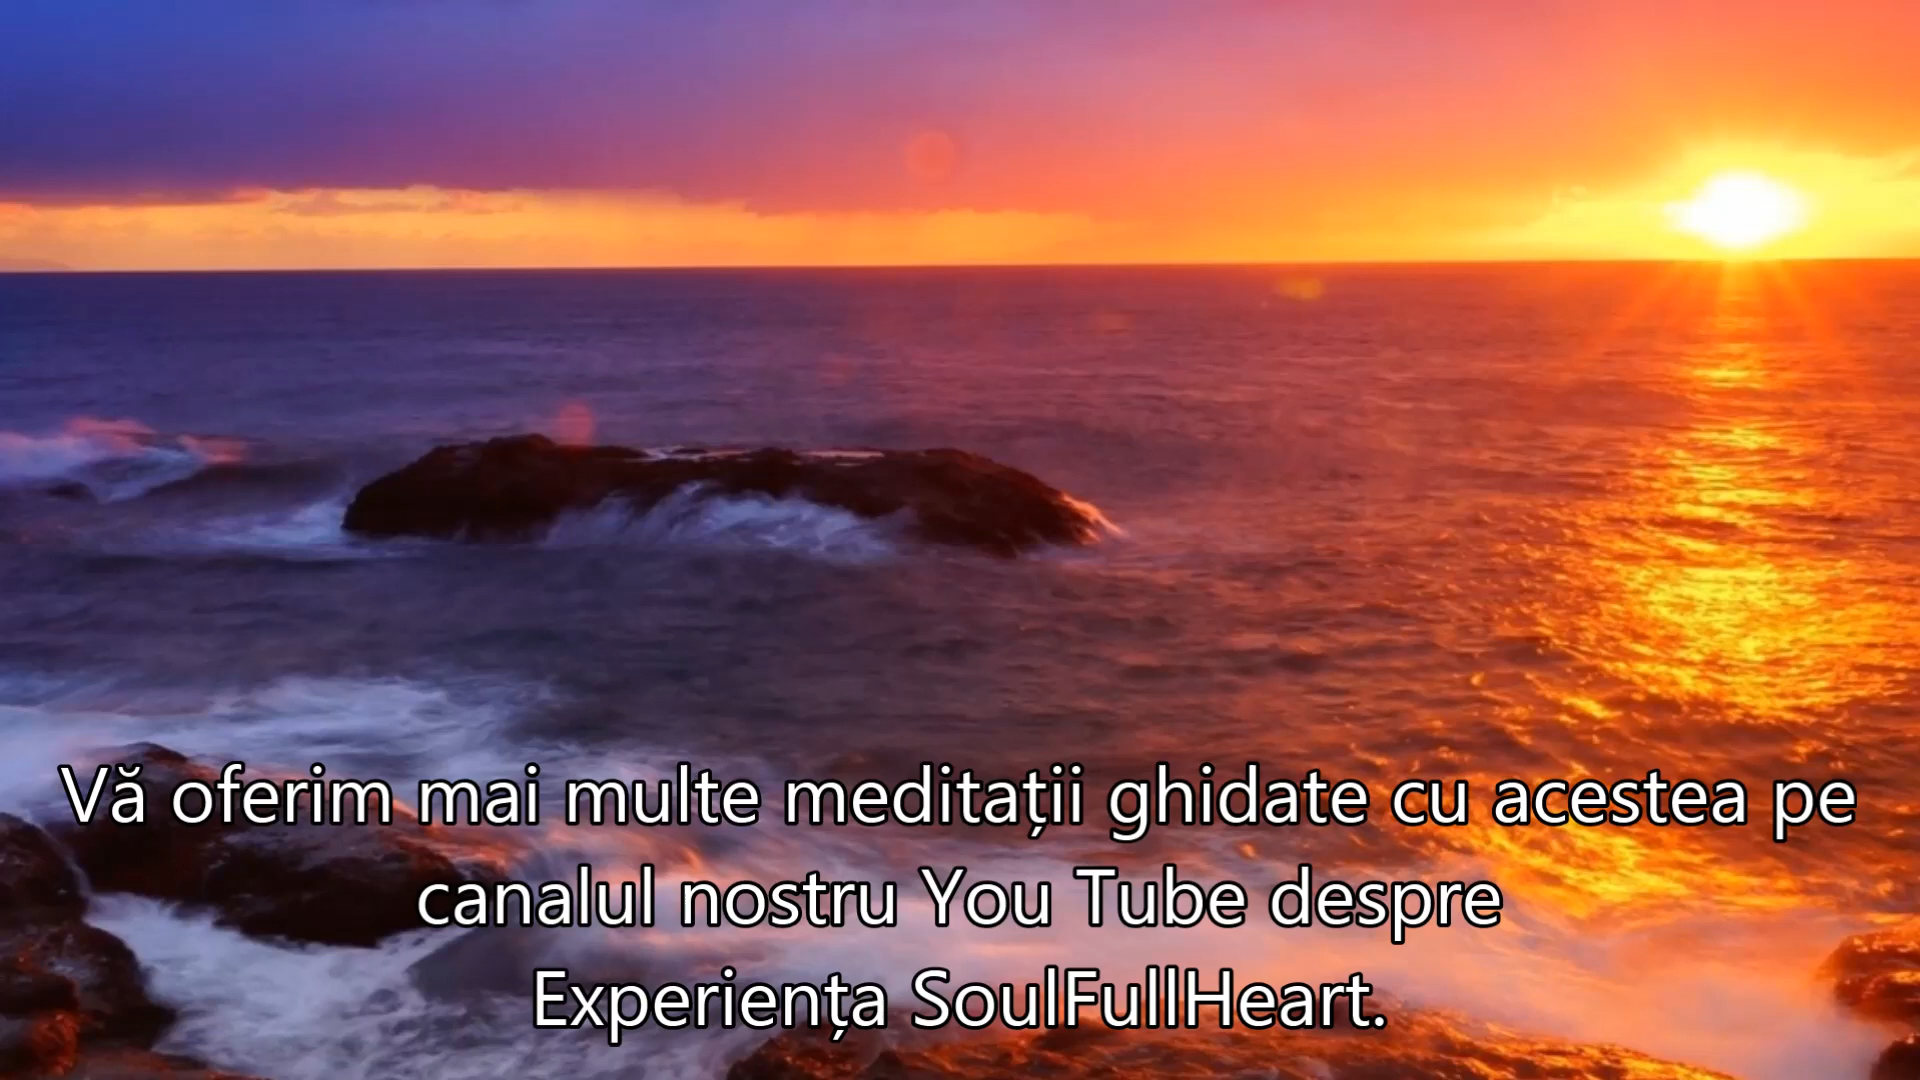 Vă oferim mai multe meditații ghidate cu acestea pe
canalul nostru You Tube despre
Experiența SoulFullHeart.